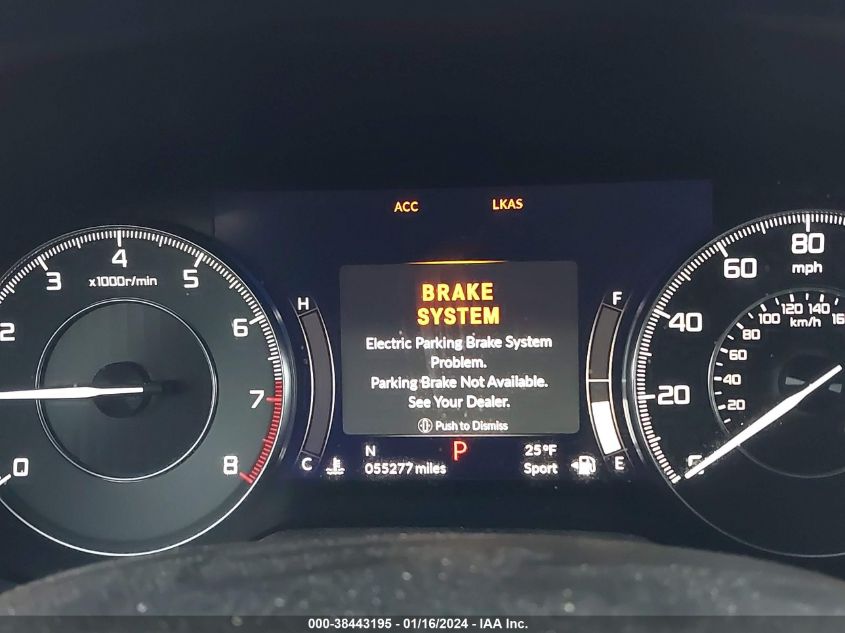 ACC LKAS
BRAKE
SYSTEM
Electric Parking Brake System
Problem.
Parking Brake Not Available.
See Your Dealer.
Push to Dismiss
N P 25°F
055277 miles Sport
H
C
F
E
0
2
3
4
5
6
7
8
x1000r/min
20
40
60
80
mph
20
40
60
80
100
120
140
km/h
000-38443195 - 01/16/2024 - IAA Inc.